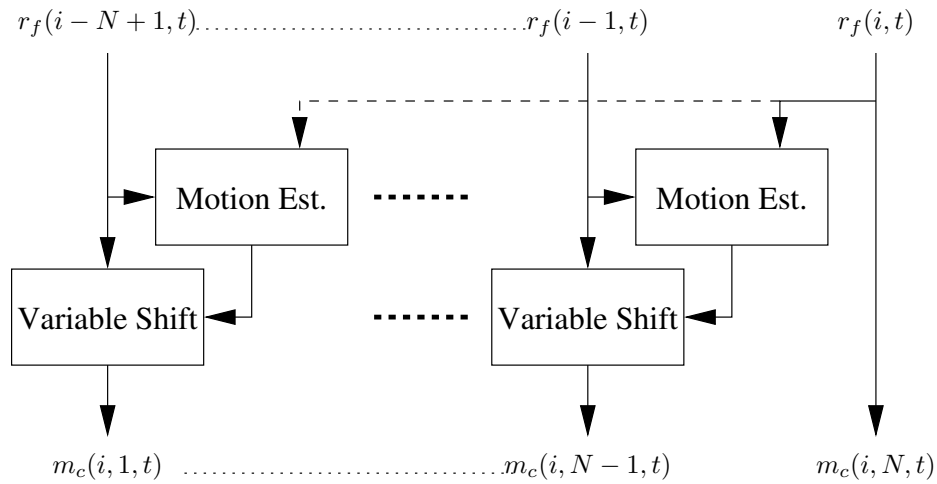 r_f(i − N + 1, t) ........................ r_f(i − 1, t) r_f(i, t)
Motion Est. Motion Est.
Variable Shift Variable Shift
m_c(i, 1, t) ........................ m_c(i, N − 1, t) m_c(i, N, t)